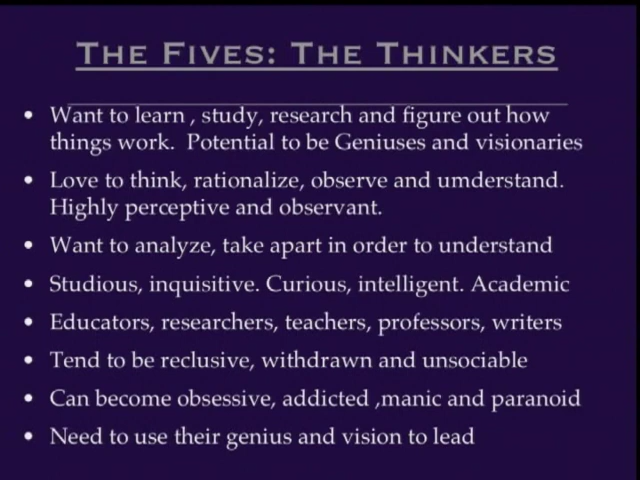 THE FIVES: THE THINKERS
• Want to learn , study, research and figure out how
things work. Potential to be Geniuses and visionaries
• Love to think, rationalize, observe and umderstand.
Highly perceptive and observant.
• Want to analyze, take apart in order to understand
• Studious, inquisitive. Curious, intelligent. Academic
• Educators, researchers, teachers, professors, writers
• Tend to be reclusive, withdrawn and unsociable
• Can become obsessive, addicted ,manic and paranoid
• Need to use their genius and vision to lead